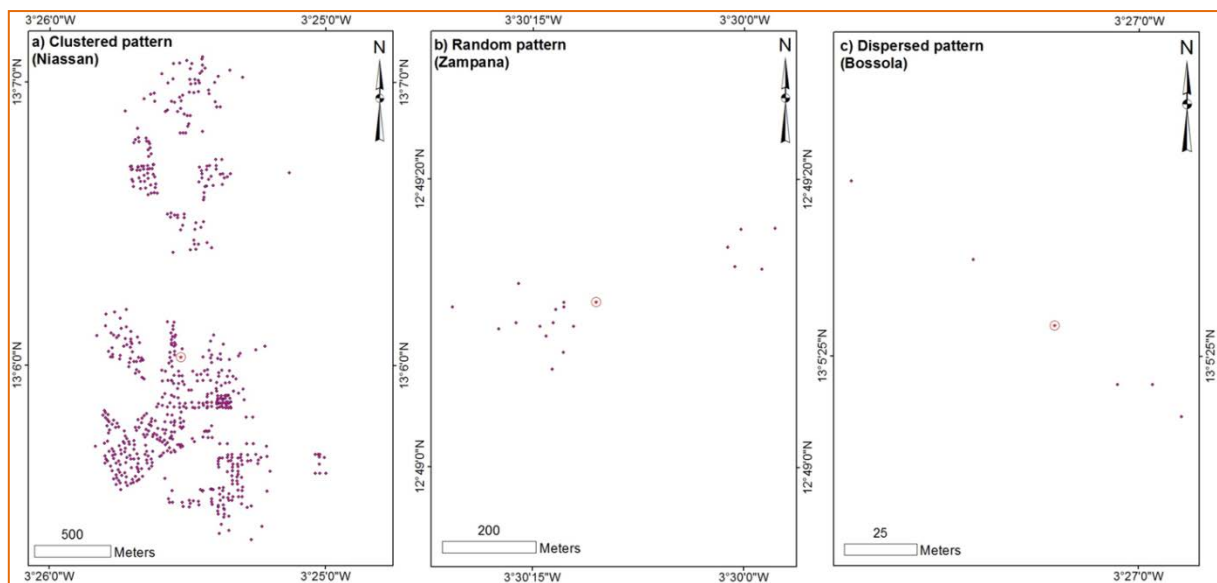 3°26'0"W
3°25'0"W
3°30'15"W
3°30'0"W
3°27'0"W
a) Clustered pattern
(Niassan)
N
b) Random pattern
(Zampana)
N
c) Dispersed pattern
(Bossola)
N
13°7'0"N
13°7'0"N
12°49'20"N
12°49'20"N
13°6'0"N
13°6'0"N
13°5'25"N
13°5'25"N
12°49'0"N
12°49'0"N
500
Meters
200
Meters
25
Meters
3°26'0"W
3°25'0"W
3°30'15"W
3°30'0"W
3°27'0"W